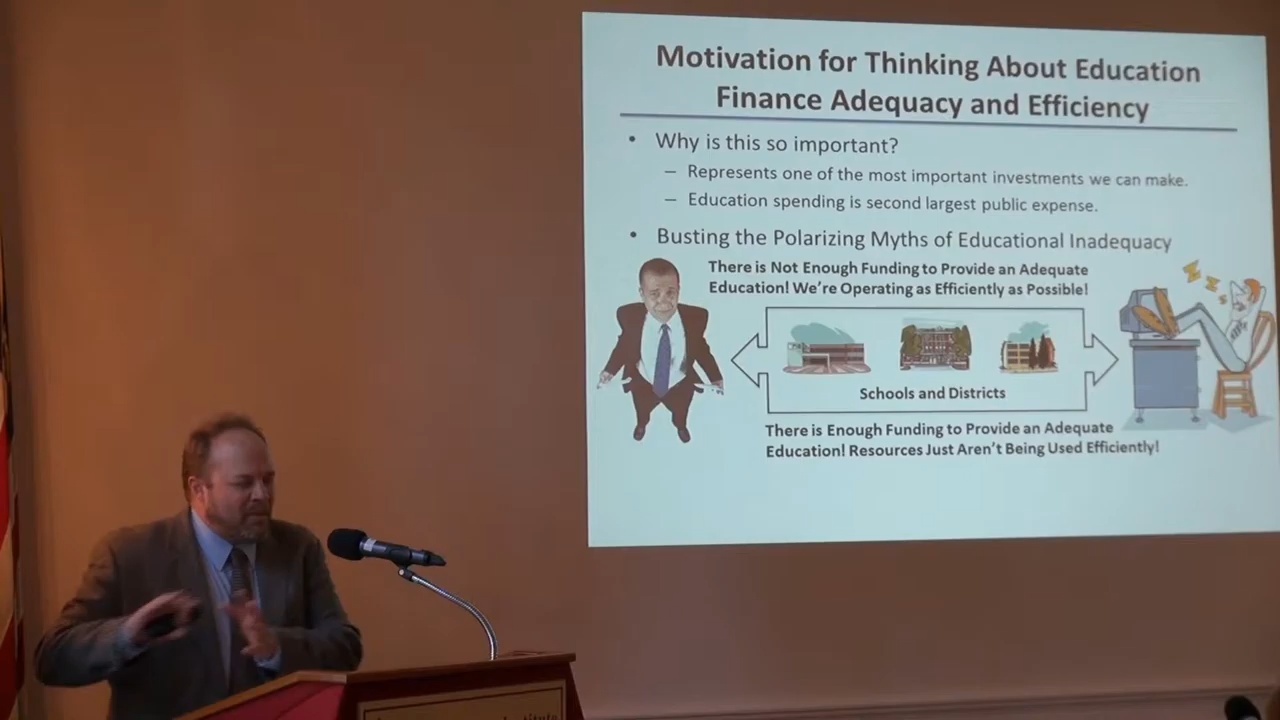 Motivation for Thinking About Education
Finance Adequacy and Efficiency
• Why is this so important?
– Represents one of the most important investments we can make.
– Education spending is second largest public expense.
• Busting the Polarizing Myths of Educational Inadequacy
There is Not Enough Funding to Provide an Adequate
Education! We're Operating as Efficiently as Possible!
Z
Z
Z
Schools and Districts
There is Enough Funding to Provide an Adequate
Education! Resources Just Aren't Being Used Efficiently!